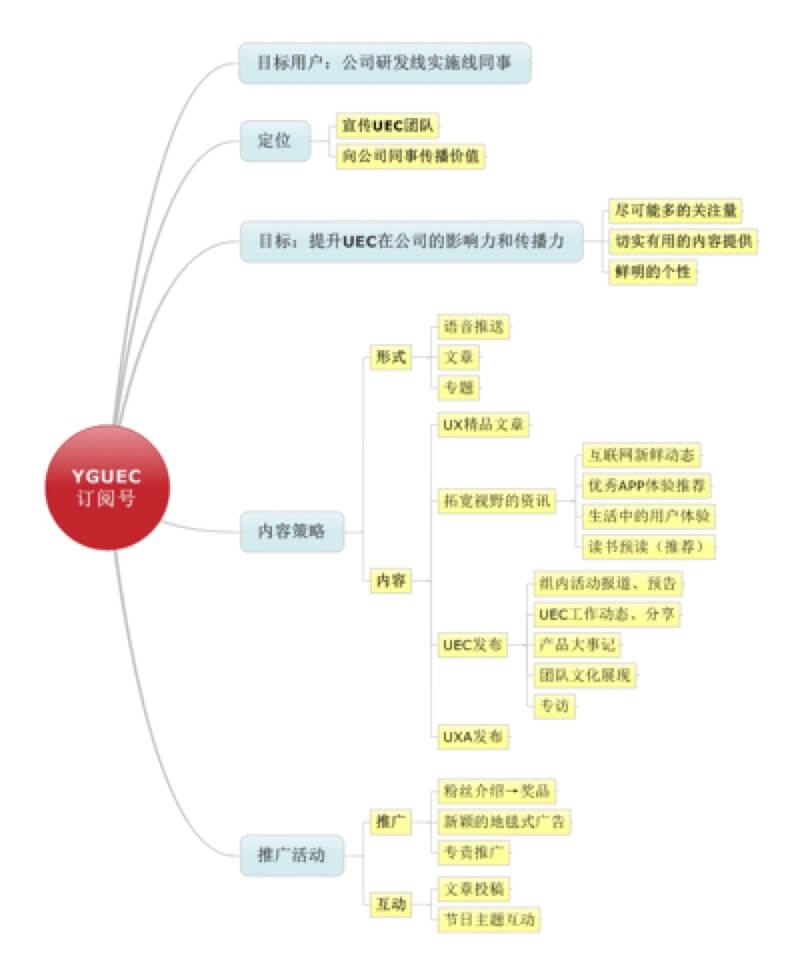 目标用户：公司研发线实施线同事
定位
宣传UEC团队
向公司同事传播价值
目标：提升UEC在公司的影响力和传播力
尽可能多的关注量
切实有用的内容提供
鲜明的个性
YGUEC
订阅号
内容策略
形式
语音推送
文章
专题
内容
UX精品文章
拓宽视野的资讯
互联网新鲜动态
优秀APP体验推荐
生活中的用户体验
读书预读（推荐）
UEC发布
组内活动报道、预告
UEC工作动态、分享
产品大事记
团队文化展现
专访
UXA发布
推广活动
推广
粉丝介绍→奖品
新颖的地毯式广告
专责推广
互动
文章投稿
节日主题互动